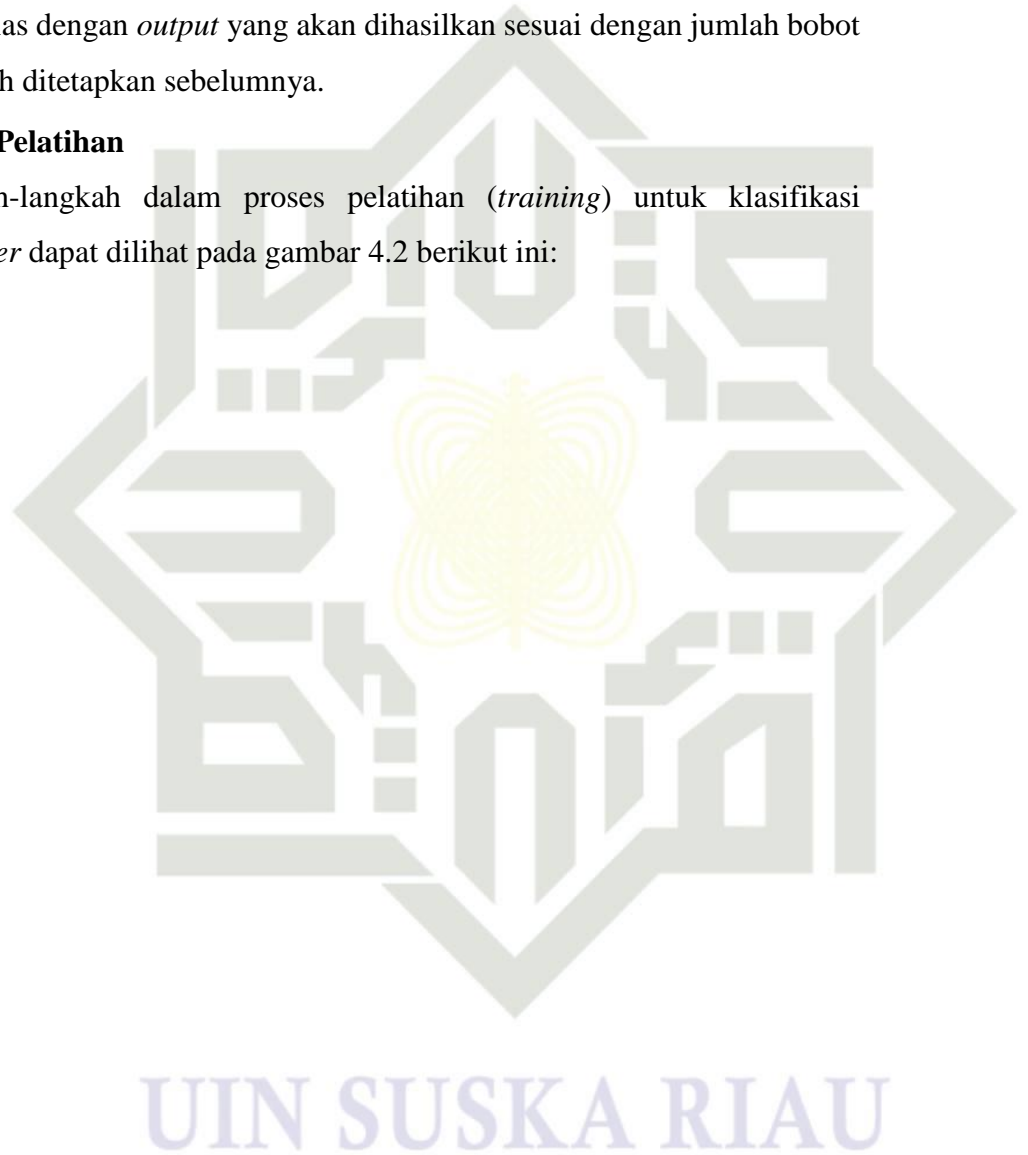 as dengan output yang akan dihasilkan sesuai dengan jumlah bobot
h ditetapkan sebelumnya.
Pelatihan
n-langkah dalam proses pelatihan (training) untuk klasifikasi
er dapat dilihat pada gambar 4.2 berikut ini:
UIN SUSKA RIAU